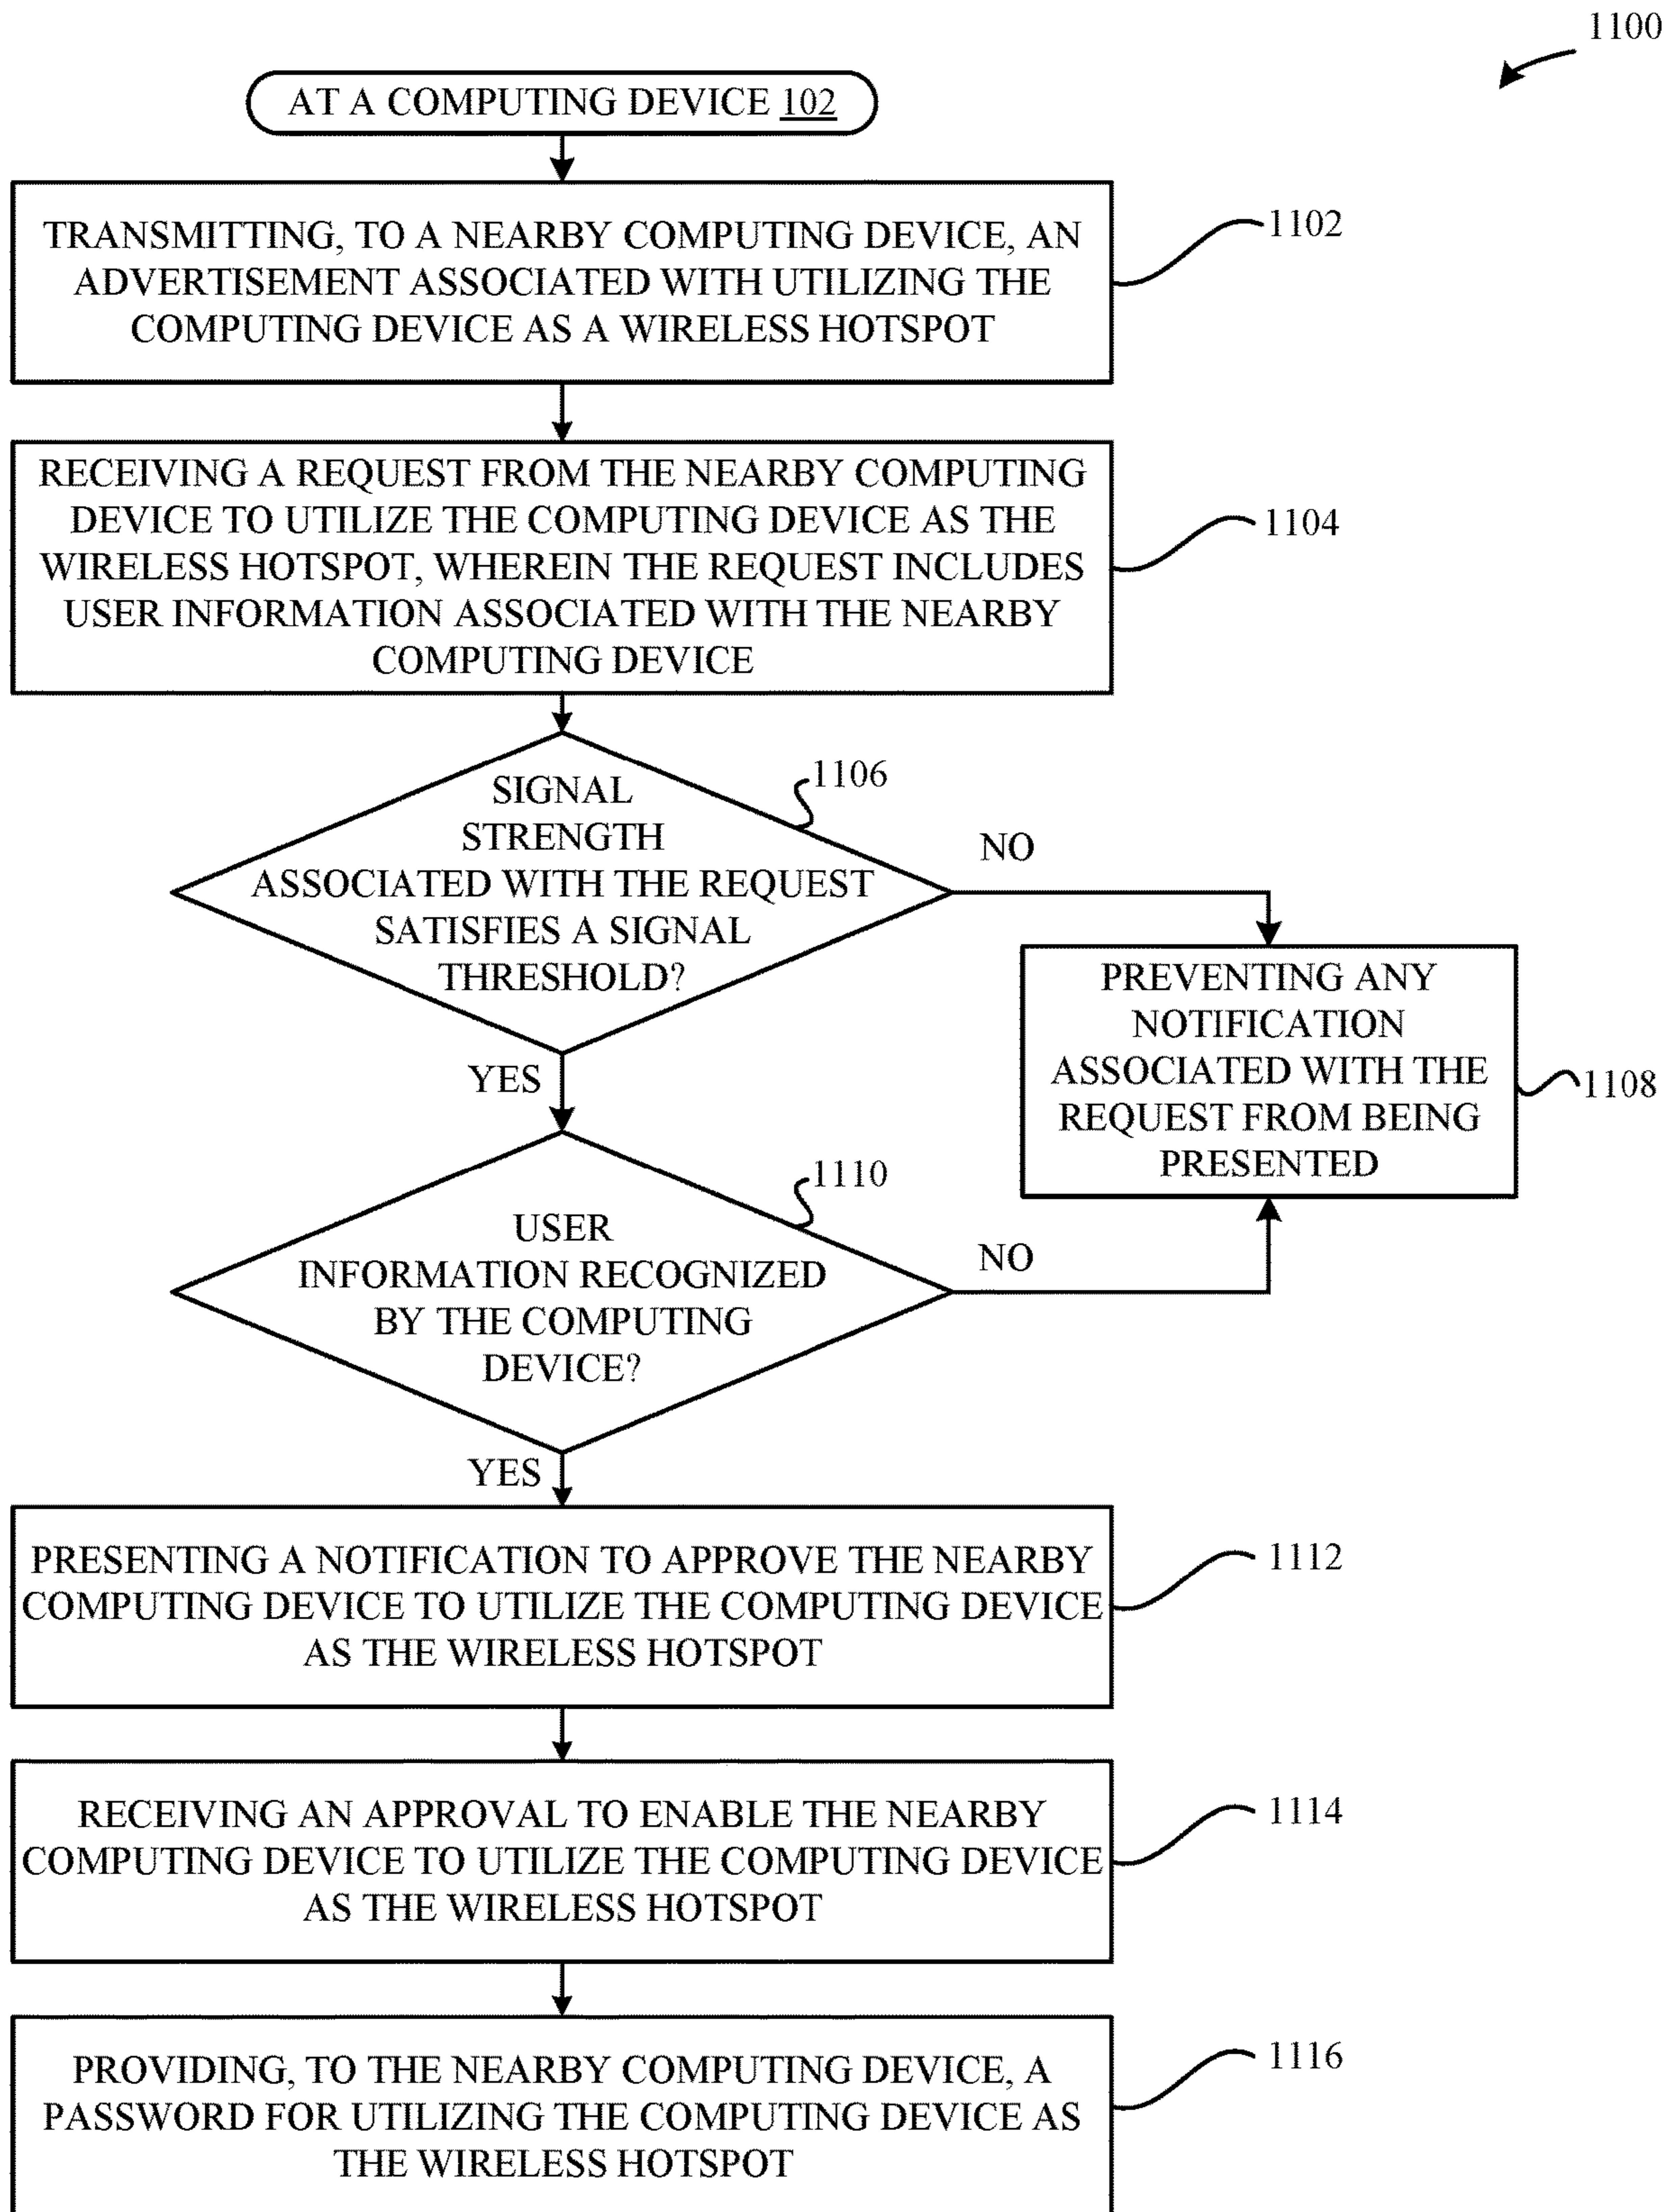 1100
AT A COMPUTING DEVICE 102
TRANSMITTING, TO A NEARBY COMPUTING DEVICE, AN
ADVERTISEMENT ASSOCIATED WITH UTILIZING THE
COMPUTING DEVICE AS A WIRELESS HOTSPOT
1102
RECEIVING A REQUEST FROM THE NEARBY COMPUTING
DEVICE TO UTILIZE THE COMPUTING DEVICE AS THE
WIRELESS HOTSPOT, WHEREIN THE REQUEST INCLUDES
USER INFORMATION ASSOCIATED WITH THE NEARBY
COMPUTING DEVICE
1104
SIGNAL
STRENGTH
ASSOCIATED WITH THE REQUEST
SATISFIES A SIGNAL
THRESHOLD?
1106
NO
YES
PREVENTING ANY
NOTIFICATION
ASSOCIATED WITH THE
REQUEST FROM BEING
PRESENTED
1108
USER
INFORMATION RECOGNIZED
BY THE COMPUTING
DEVICE?
1110
NO
YES
PRESENTING A NOTIFICATION TO APPROVE THE NEARBY
COMPUTING DEVICE TO UTILIZE THE COMPUTING DEVICE
AS THE WIRELESS HOTSPOT
1112
RECEIVING AN APPROVAL TO ENABLE THE NEARBY
COMPUTING DEVICE TO UTILIZE THE COMPUTING DEVICE
AS THE WIRELESS HOTSPOT
1114
PROVIDING, TO THE NEARBY COMPUTING DEVICE, A
PASSWORD FOR UTILIZING THE COMPUTING DEVICE AS
THE WIRELESS HOTSPOT
1116